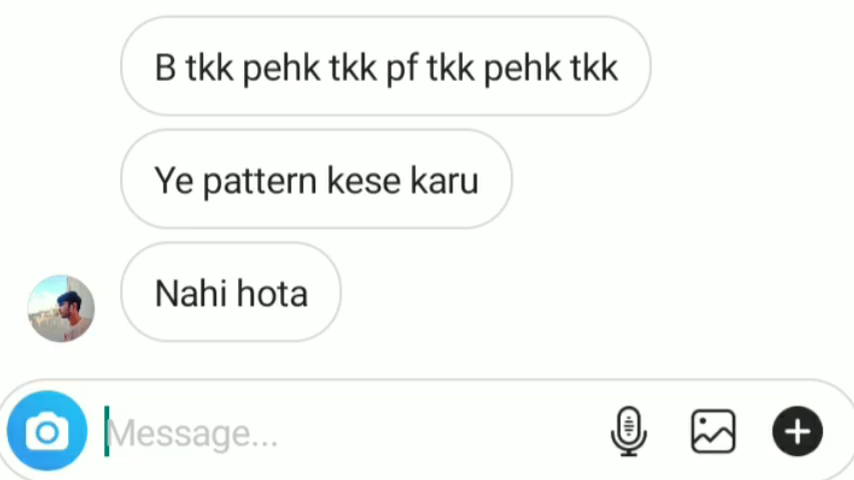 B tkk pehk tkk pf tkk pehk tkk
Ye pattern kese karu
Nahi hota
Message...